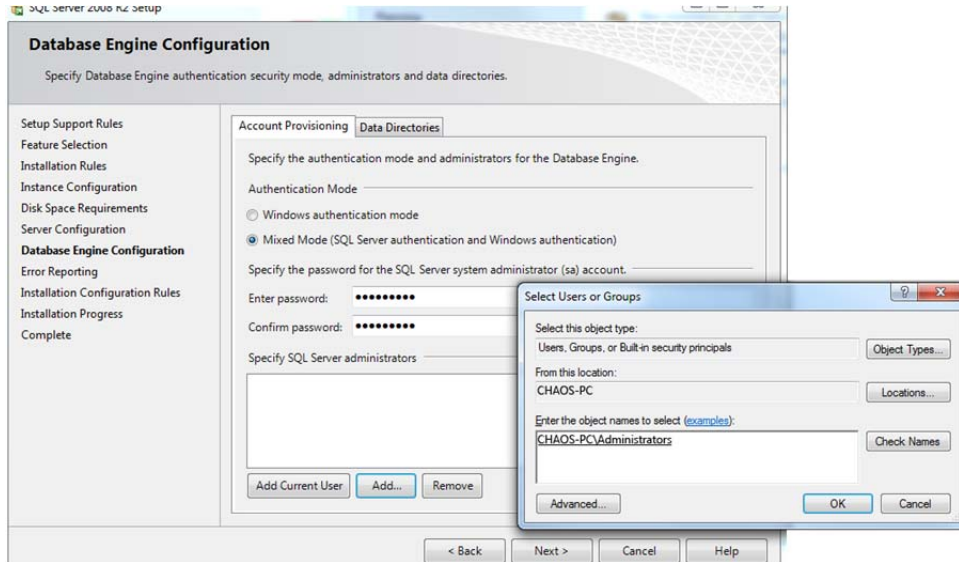 SQL Server 2008 R2 Setup
Database Engine Configuration
Specify Database Engine authentication security mode, administrators and data directories.
Setup Support Rules
Feature Selection
Installation Rules
Instance Configuration
Disk Space Requirements
Server Configuration
Database Engine Configuration
Error Reporting
Installation Configuration Rules
Installation Progress
Complete
Account Provisioning
Data Directories
Specify the authentication mode and administrators for the Database Engine.
Authentication Mode
Windows authentication mode
Mixed Mode (SQL Server authentication and Windows authentication)
Specify the password for the SQL Server system administrator (sa) account.
Enter password: •••••••••
Confirm password: •••••••••
Specify SQL Server administrators
Add Current User
Add...
Remove
< Back
Next >
Cancel
Help
Select Users or Groups
Select this object type:
Users, Groups, or Built-in security principals
Object Types...
From this location:
CHAOS-PC
Locations...
Enter the object names to select (examples):
CHAOS-PC\Administrators
Check Names
Advanced...
OK
Cancel